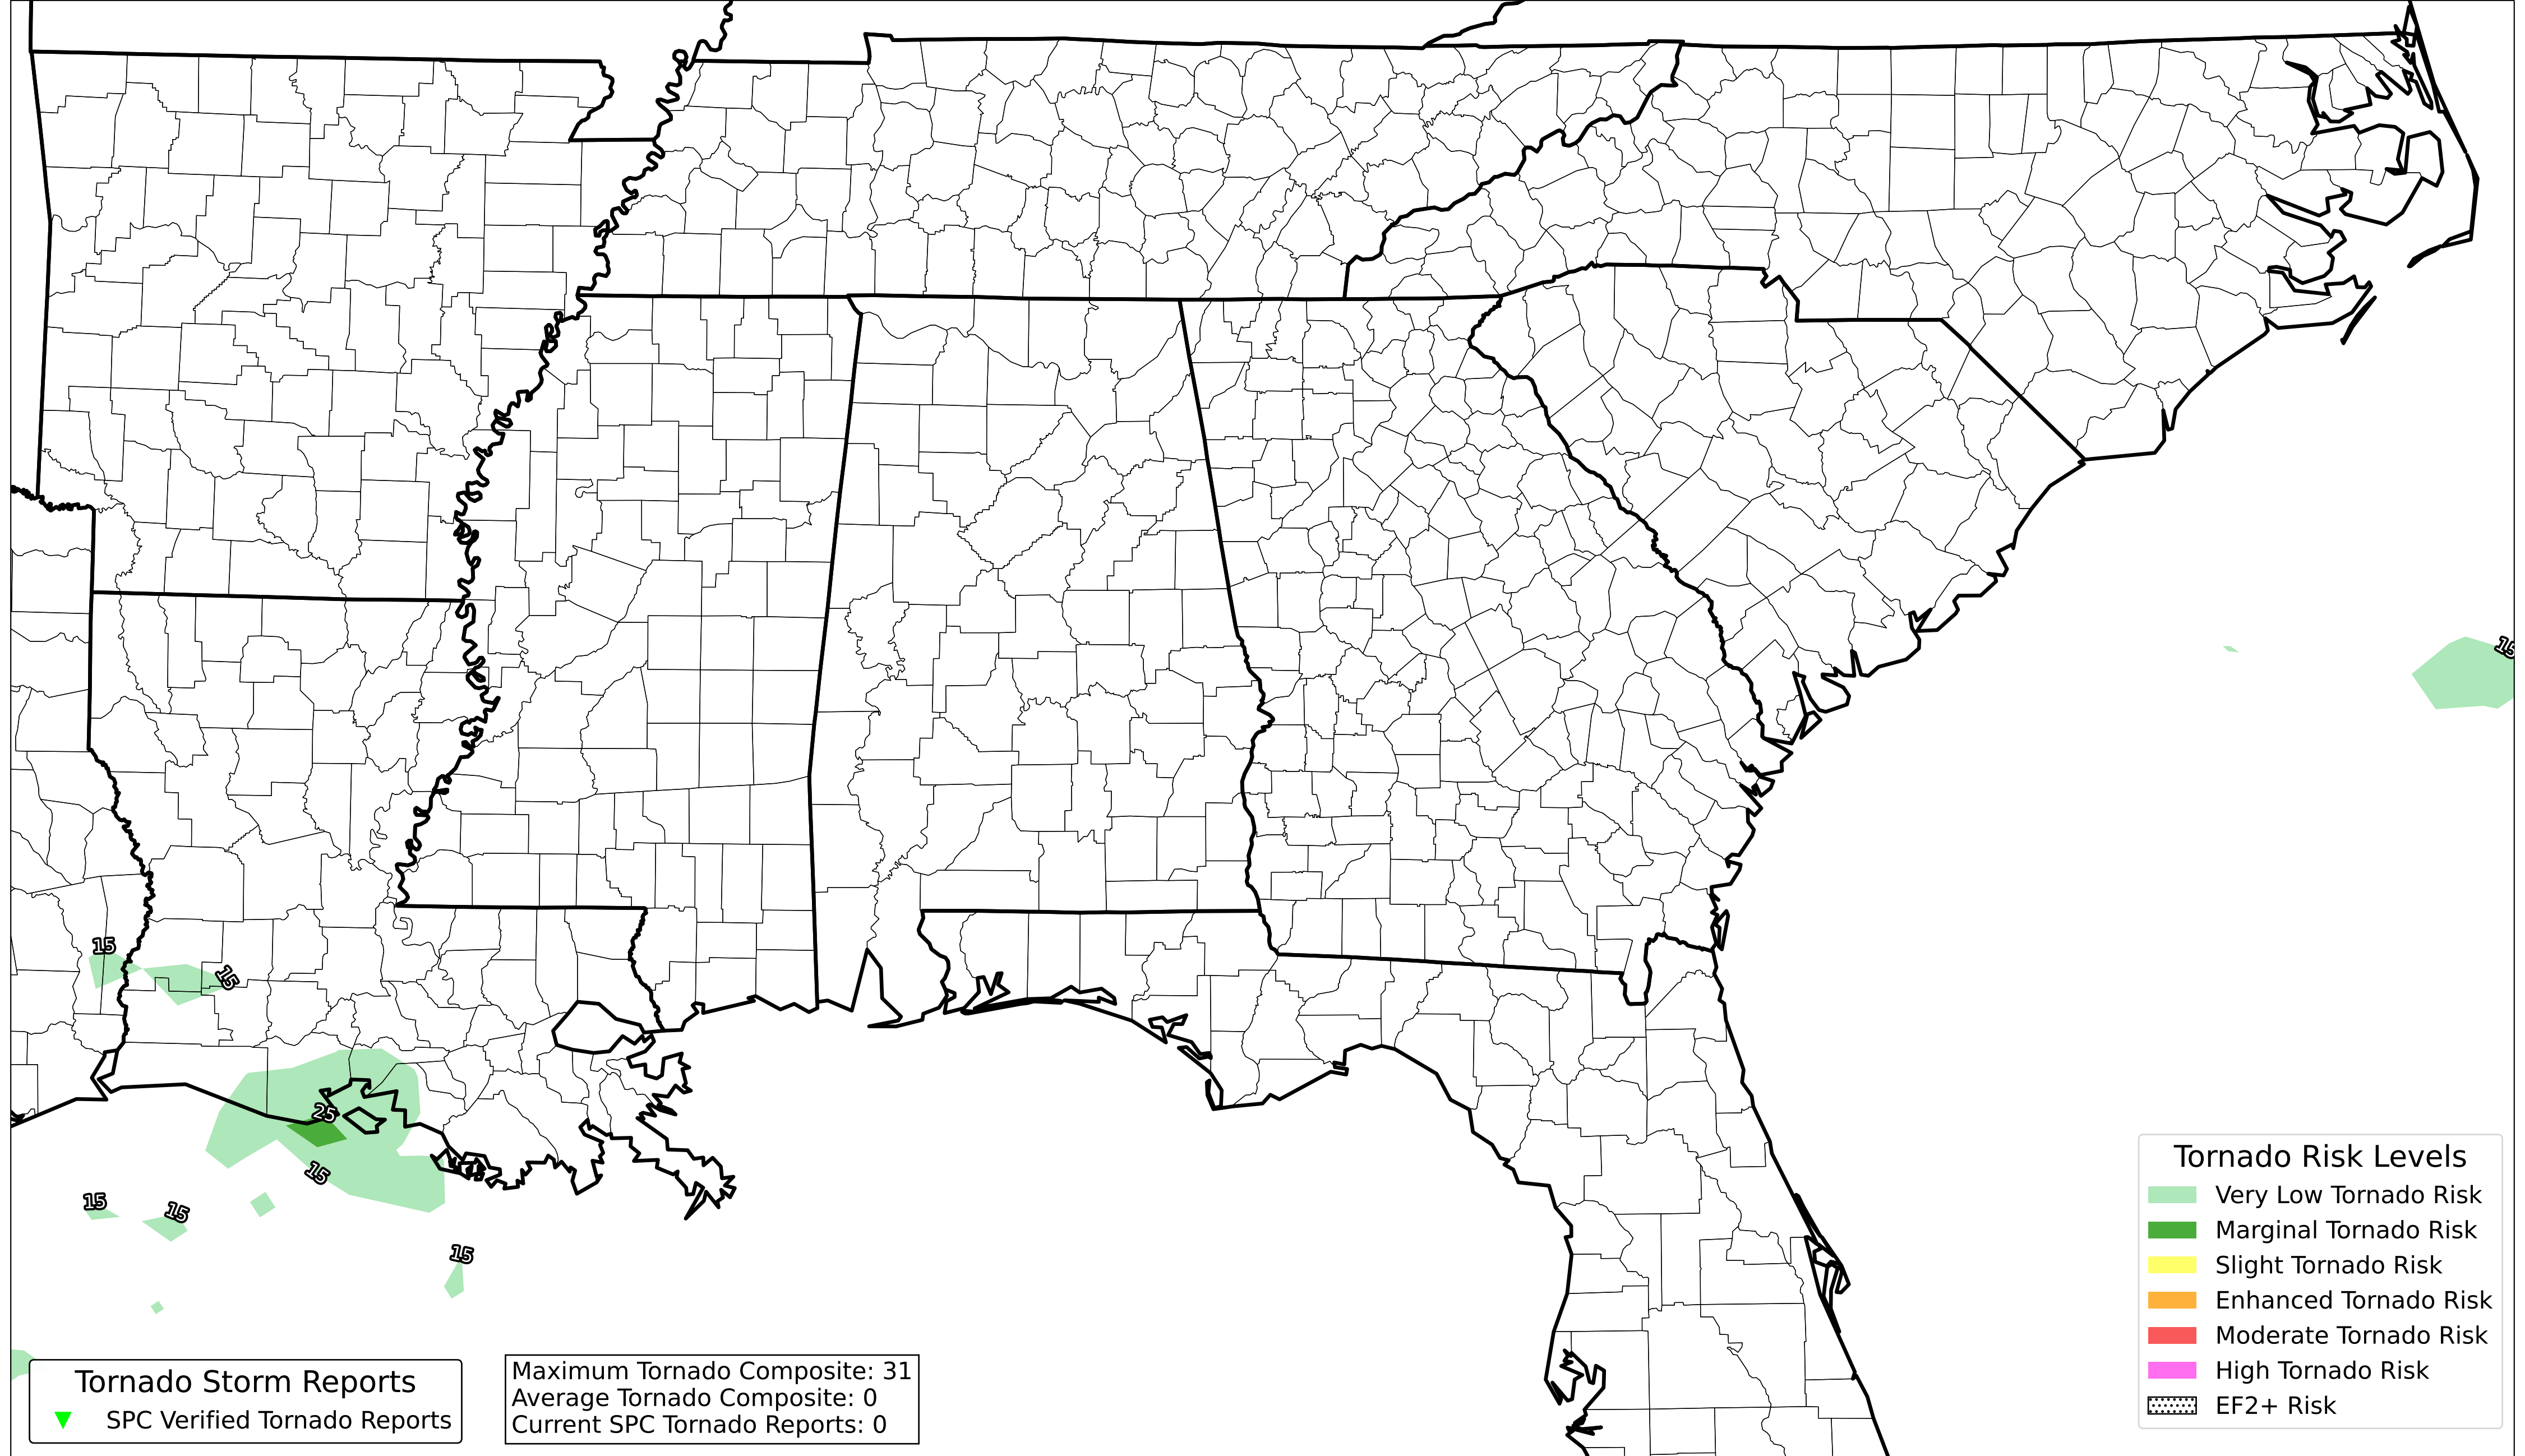 15
15
15
25
15
15
15
15
Tornado Risk Levels
Very Low Tornado Risk
Marginal Tornado Risk
Slight Tornado Risk
Enhanced Tornado Risk
Moderate Tornado Risk
High Tornado Risk
EF2+ Risk
Tornado Storm Reports
SPC Verified Tornado Reports
Maximum Tornado Composite: 31
Average Tornado Composite: 0
Current SPC Tornado Reports: 0